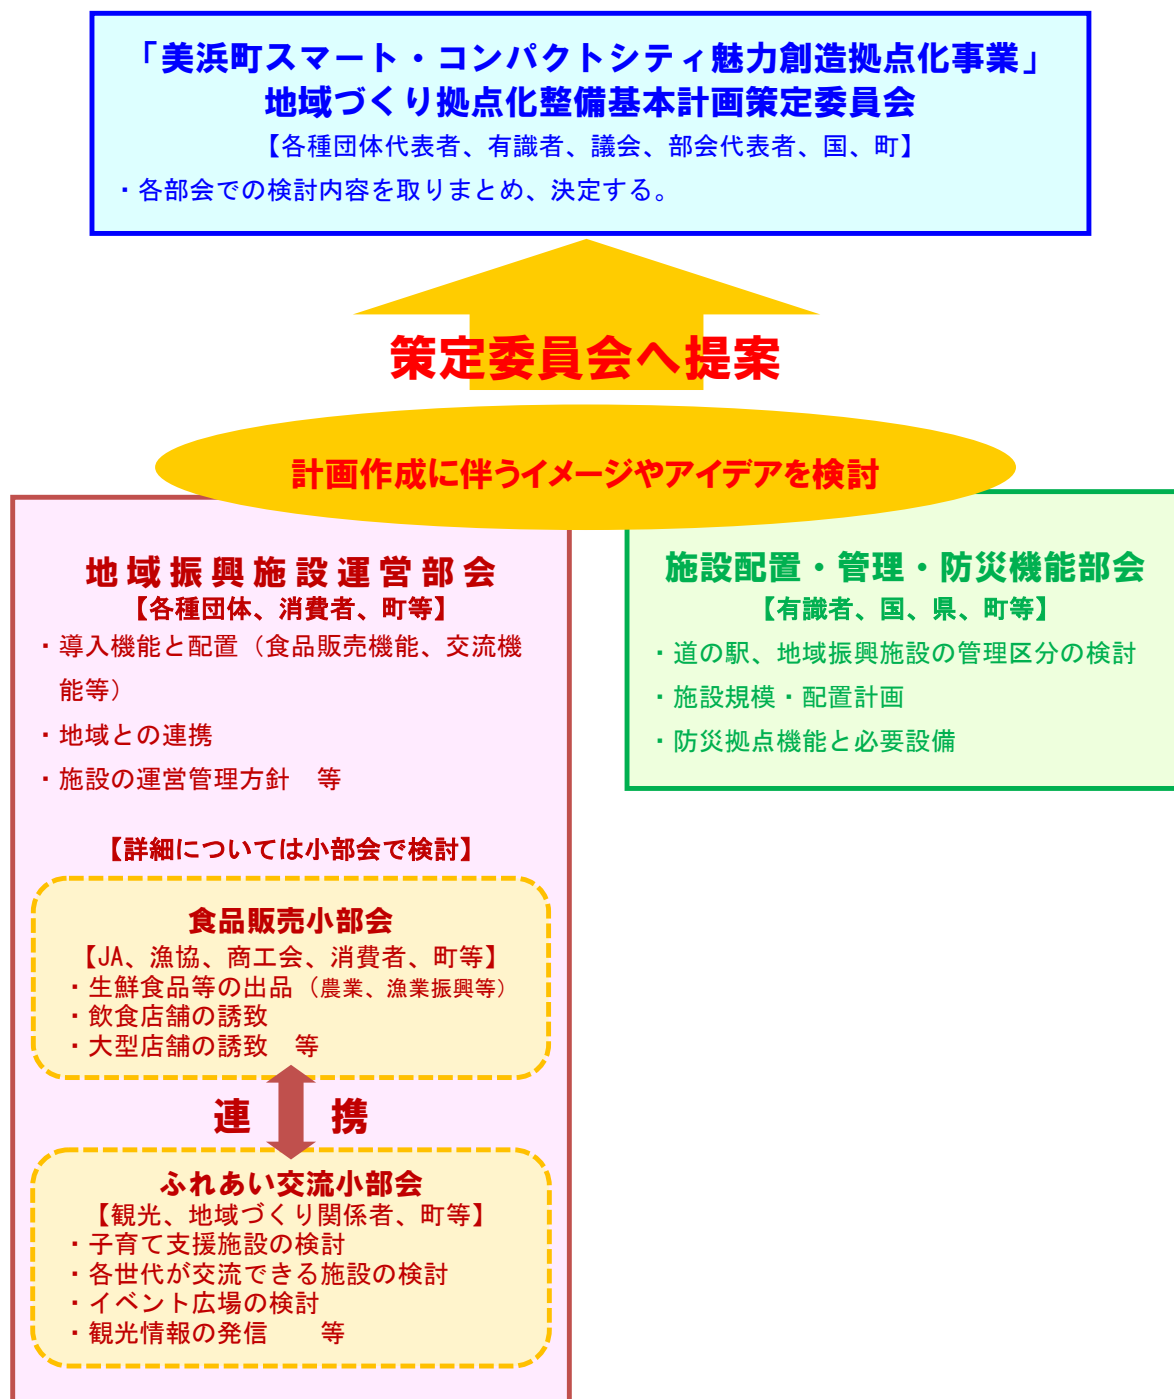 「美浜町スマート・コンパクトシティ魅力創造拠点化事業」
地域づくり拠点化整備基本計画策定委員会
【各種団体代表者、有識者、議会、部会代表者、国、町】
・各部会での検討内容を取りまとめ、決定する。
策定委員会へ提案
計画作成に伴うイメージやアイデアを検討
地域振興施設運営部会
【各種団体、消費者、町等】
・導入機能と配置（食品販売機能、交流機
能等）
・地域との連携
・施設の運営管理方針　等
【詳細については小部会で検討】
食品販売小部会
【JA、漁協、商工会、消費者、町等】
・生鮮食品等の出品（農業、漁業振興等）
・飲食店舗の誘致
・大型店舗の誘致　等
連　携
ふれあい交流小部会
【観光、地域づくり関係者、町等】
・子育て支援施設の検討
・各世代が交流できる施設の検討
・イベント広場の検討
・観光情報の発信　　等
施設配置・管理・防災機能部会
【有識者、国、県、町等】
・道の駅、地域振興施設の管理区分の検討
・施設規模・配置計画
・防災拠点機能と必要設備